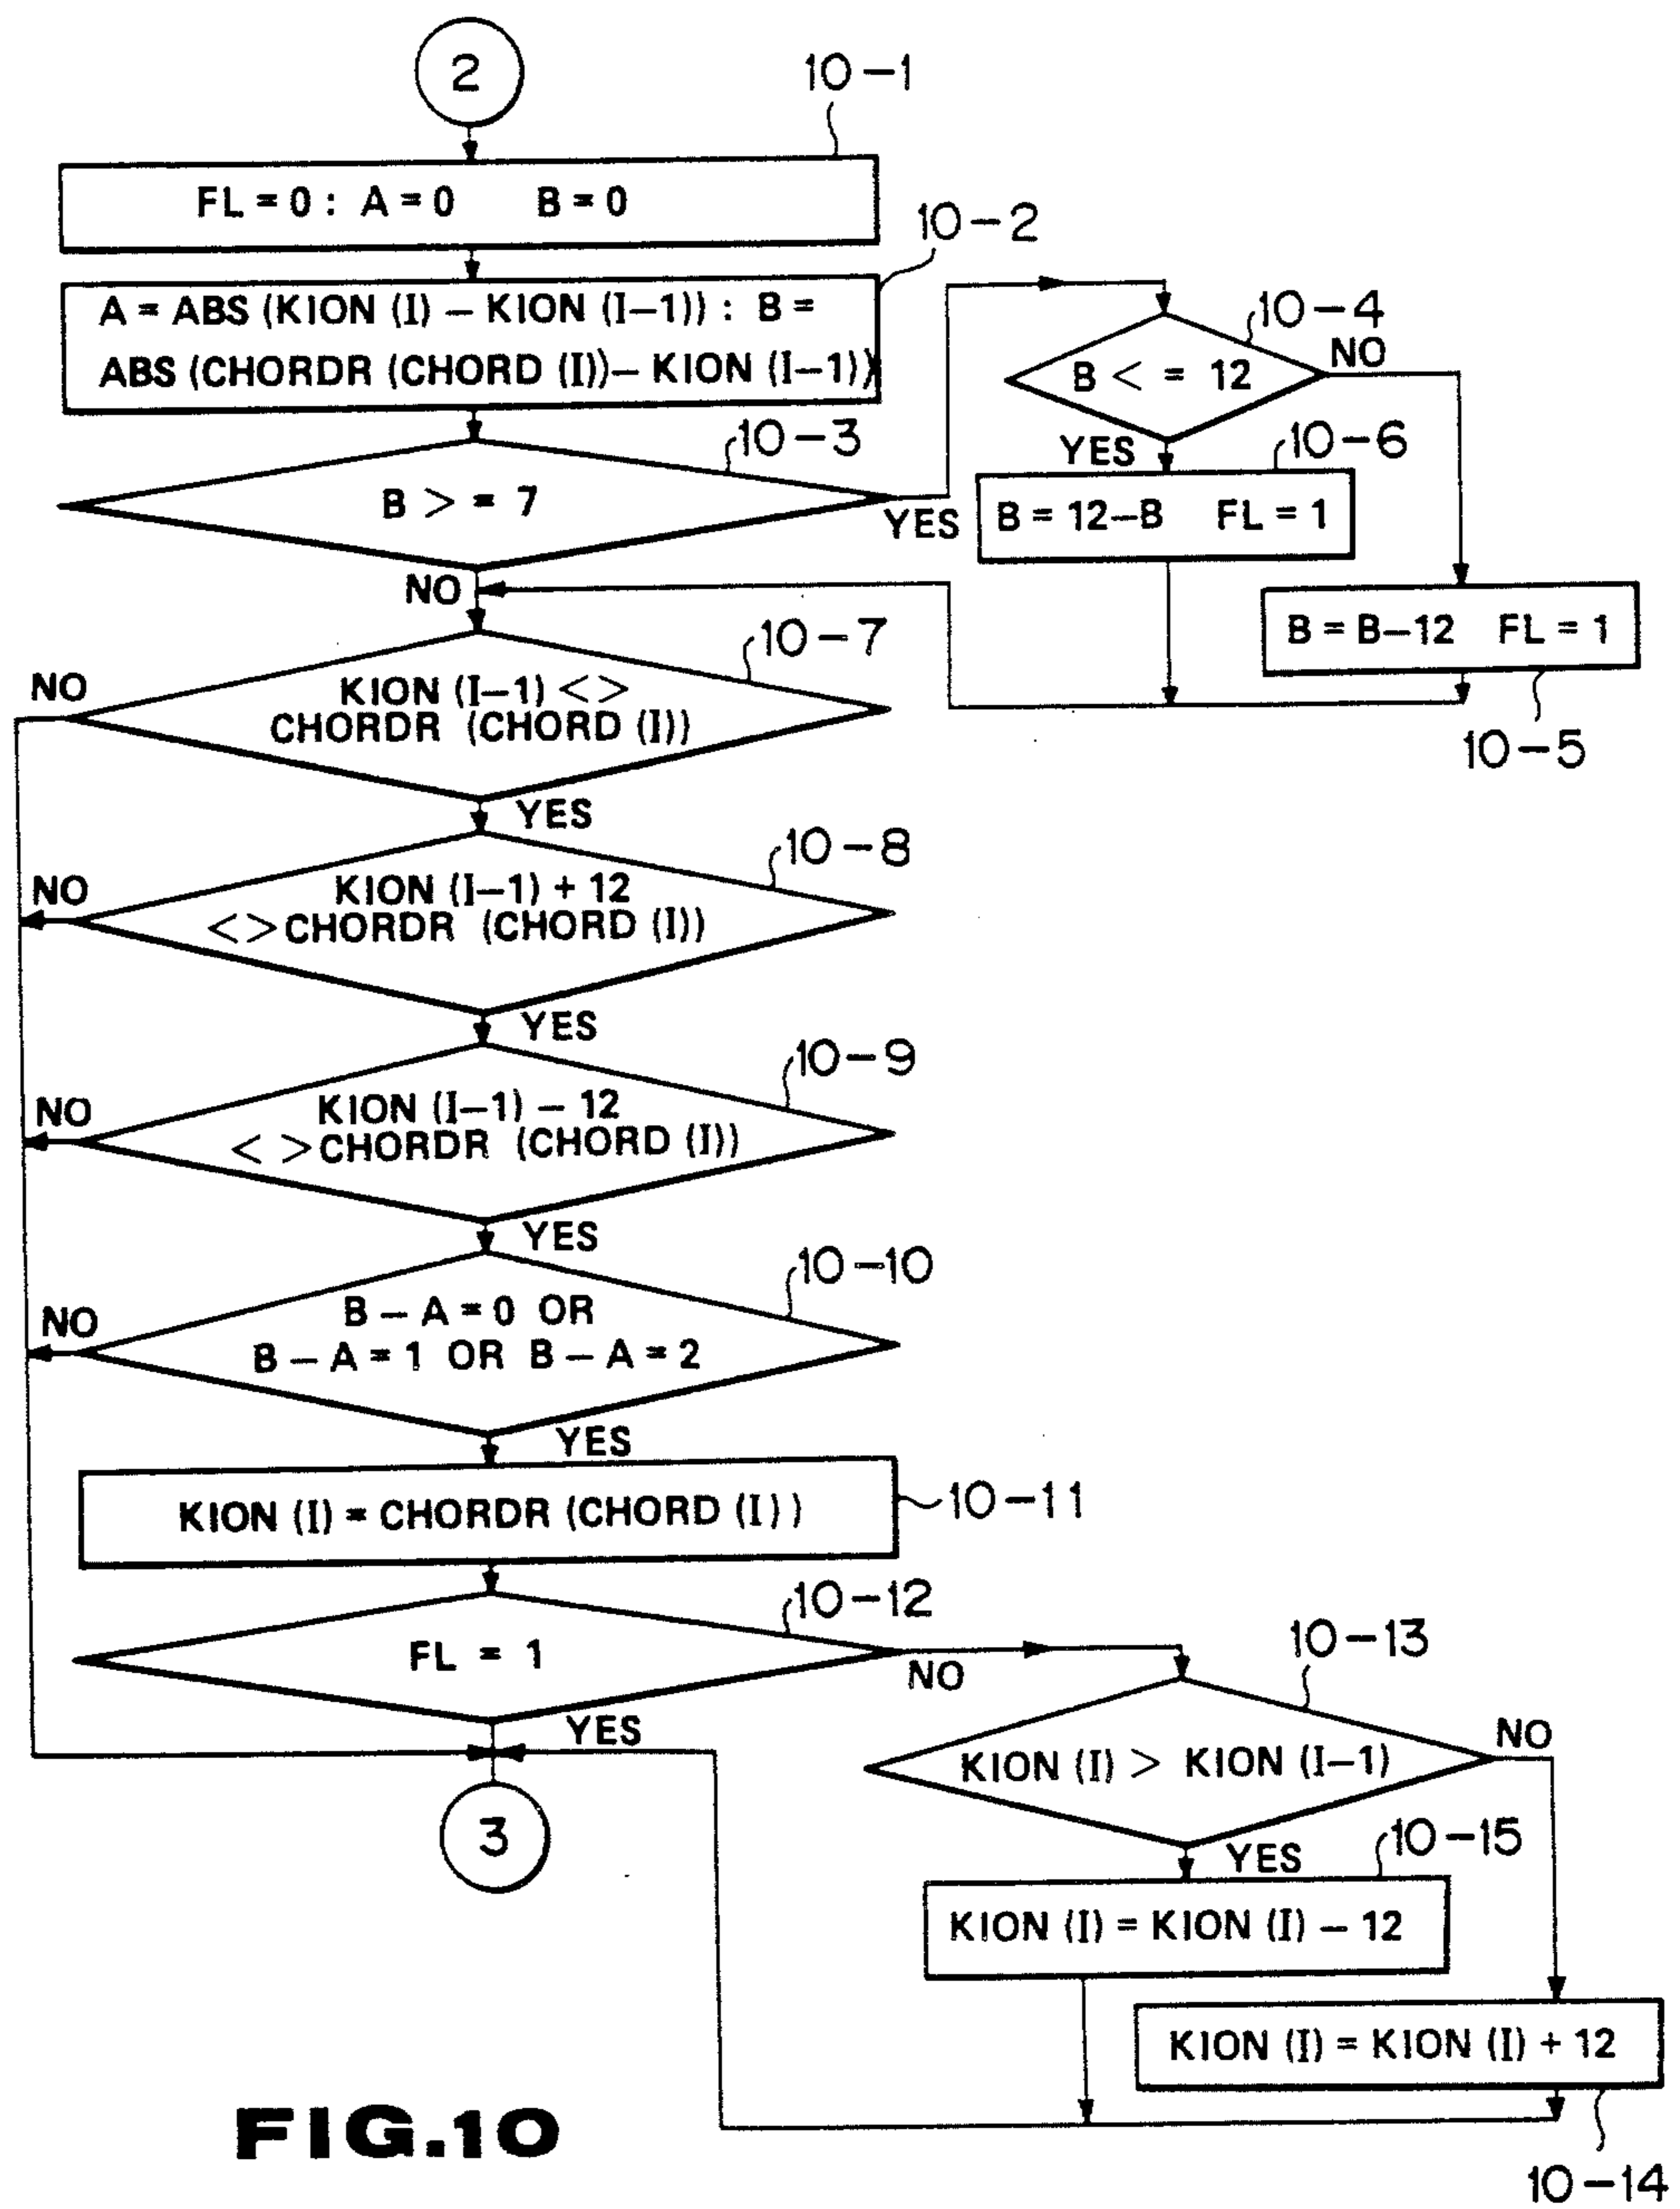 2
10-1
FL = 0 : A = 0 B = 0
10-2
A = ABS (KION (I) – KION (I–1)) : B =
ABS (CHORDR (CHORD (I))– KION (I–1))
10-4
B < = 12
NO
10-3
B > = 7
YES
YES
10-6
B = 12–B FL = 1
NO
B = B–12 FL = 1
10-5
10-7
NO
KION (I–1) < >
CHORDR (CHORD (I))
YES
10-8
NO
KION (I–1) + 12
< > CHORDR (CHORD (I))
YES
10-9
NO
KION (I–1) – 12
< > CHORDR (CHORD (I))
YES
10-10
NO
B – A = 0 OR
B – A = 1 OR B – A = 2
YES
KION (I) = CHORDR (CHORD (I))
10-11
10-12
FL = 1
NO
YES
10-13
KION (I) > KION (I–1)
NO
3
YES
10-15
KION (I) = KION (I) – 12
KION (I) = KION (I) + 12
10-14
FIG.10